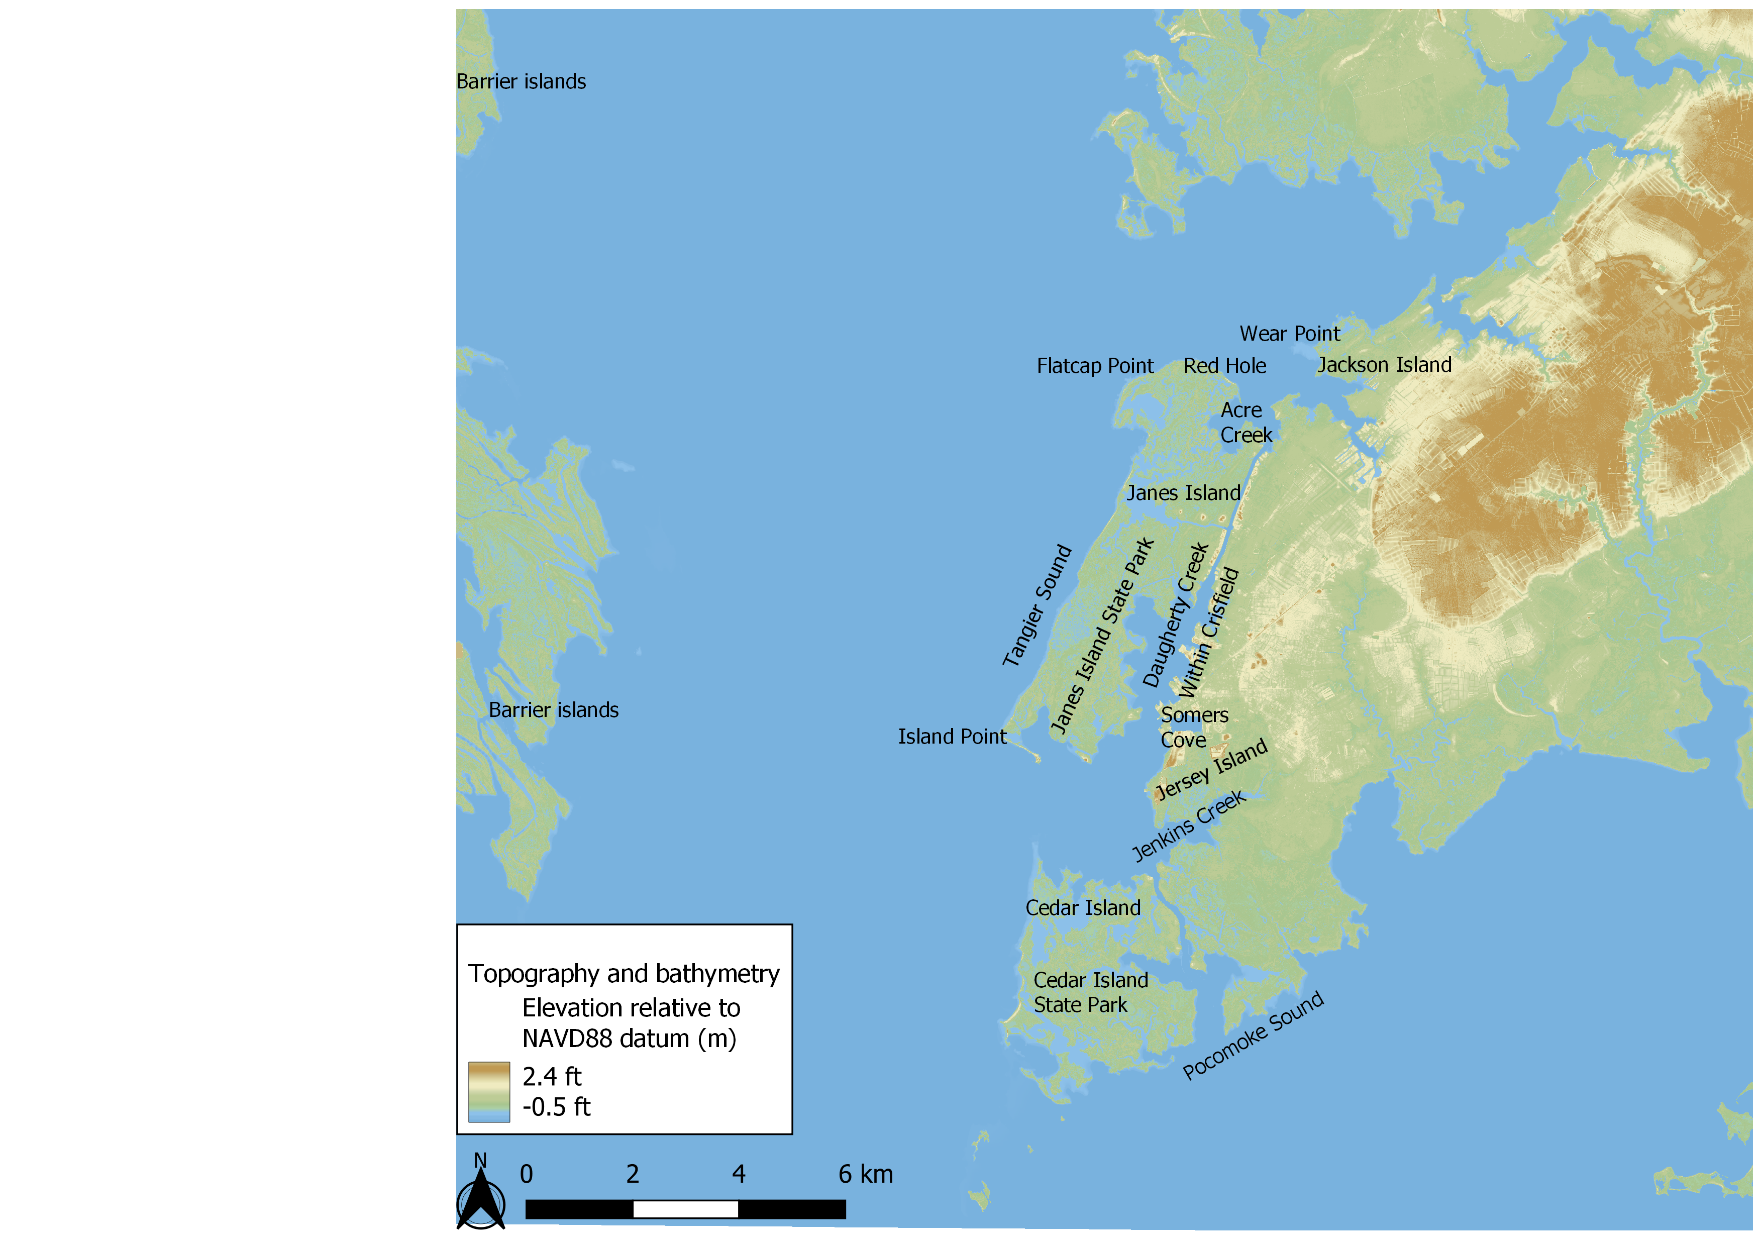 Barrier islands
Wear Point
Flatcap Point
Red Hole
Jackson Island
Acre
Creek
Janes Island
Tangier Sound
Janes Island State Park
Daugherty Creek
Within Crisfield
Barrier islands
Island Point
Somers
Cove
Jersey Island
Jenkins Creek
Cedar Island
Cedar Island
State Park
Pocomoke Sound
Topography and bathymetry
Elevation relative to
NAVD88 datum (m)
2.4 ft
-0.5 ft
N
0 2 4 6 km